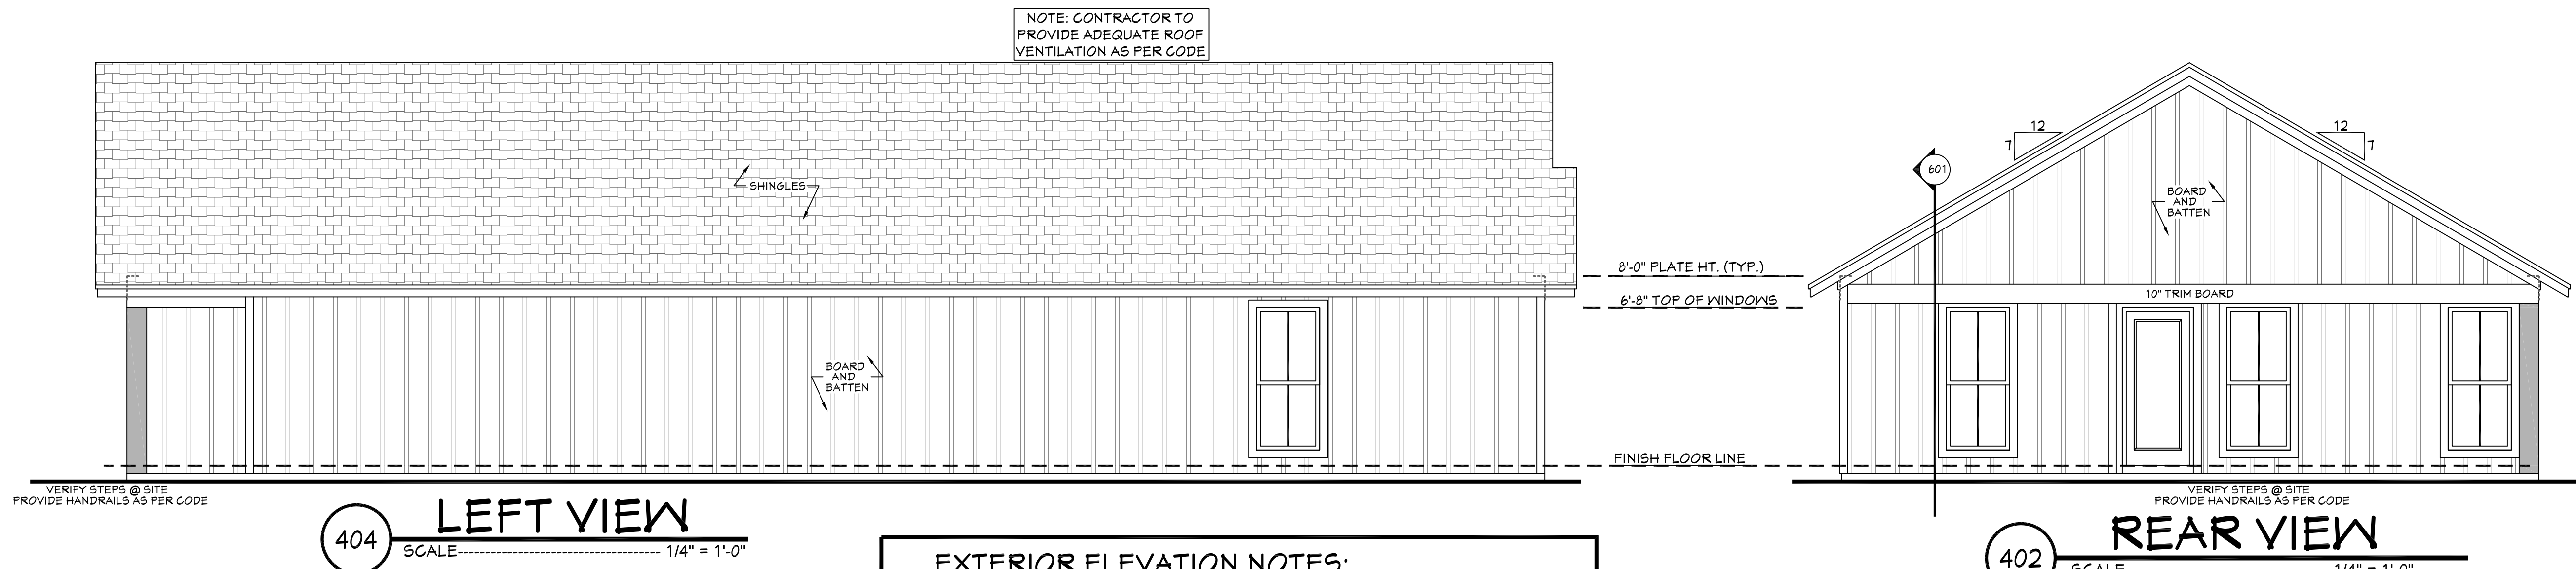 NOTE: CONTRACTOR TO
PROVIDE ADEQUATE ROOF
VENTILATION AS PER CODE
SHINGLES
BOARD
AND
BATTEN
VERIFY STEPS @ SITE
PROVIDE HANDRAILS AS PER CODE
404
LEFT VIEW
SCALE------------------------------------- 1/4" = 1'-0"
8'-0" PLATE HT. (TYP.)
6'-8" TOP OF WINDOWS
FINISH FLOOR LINE
12
7
12
7
601
BOARD
AND
BATTEN
10" TRIM BOARD
VERIFY STEPS @ SITE
PROVIDE HANDRAILS AS PER CODE
402
REAR VIEW
SCALE------------------------------------- 1/4" = 1'-0"
EXTERIOR ELEVATION NOTES: